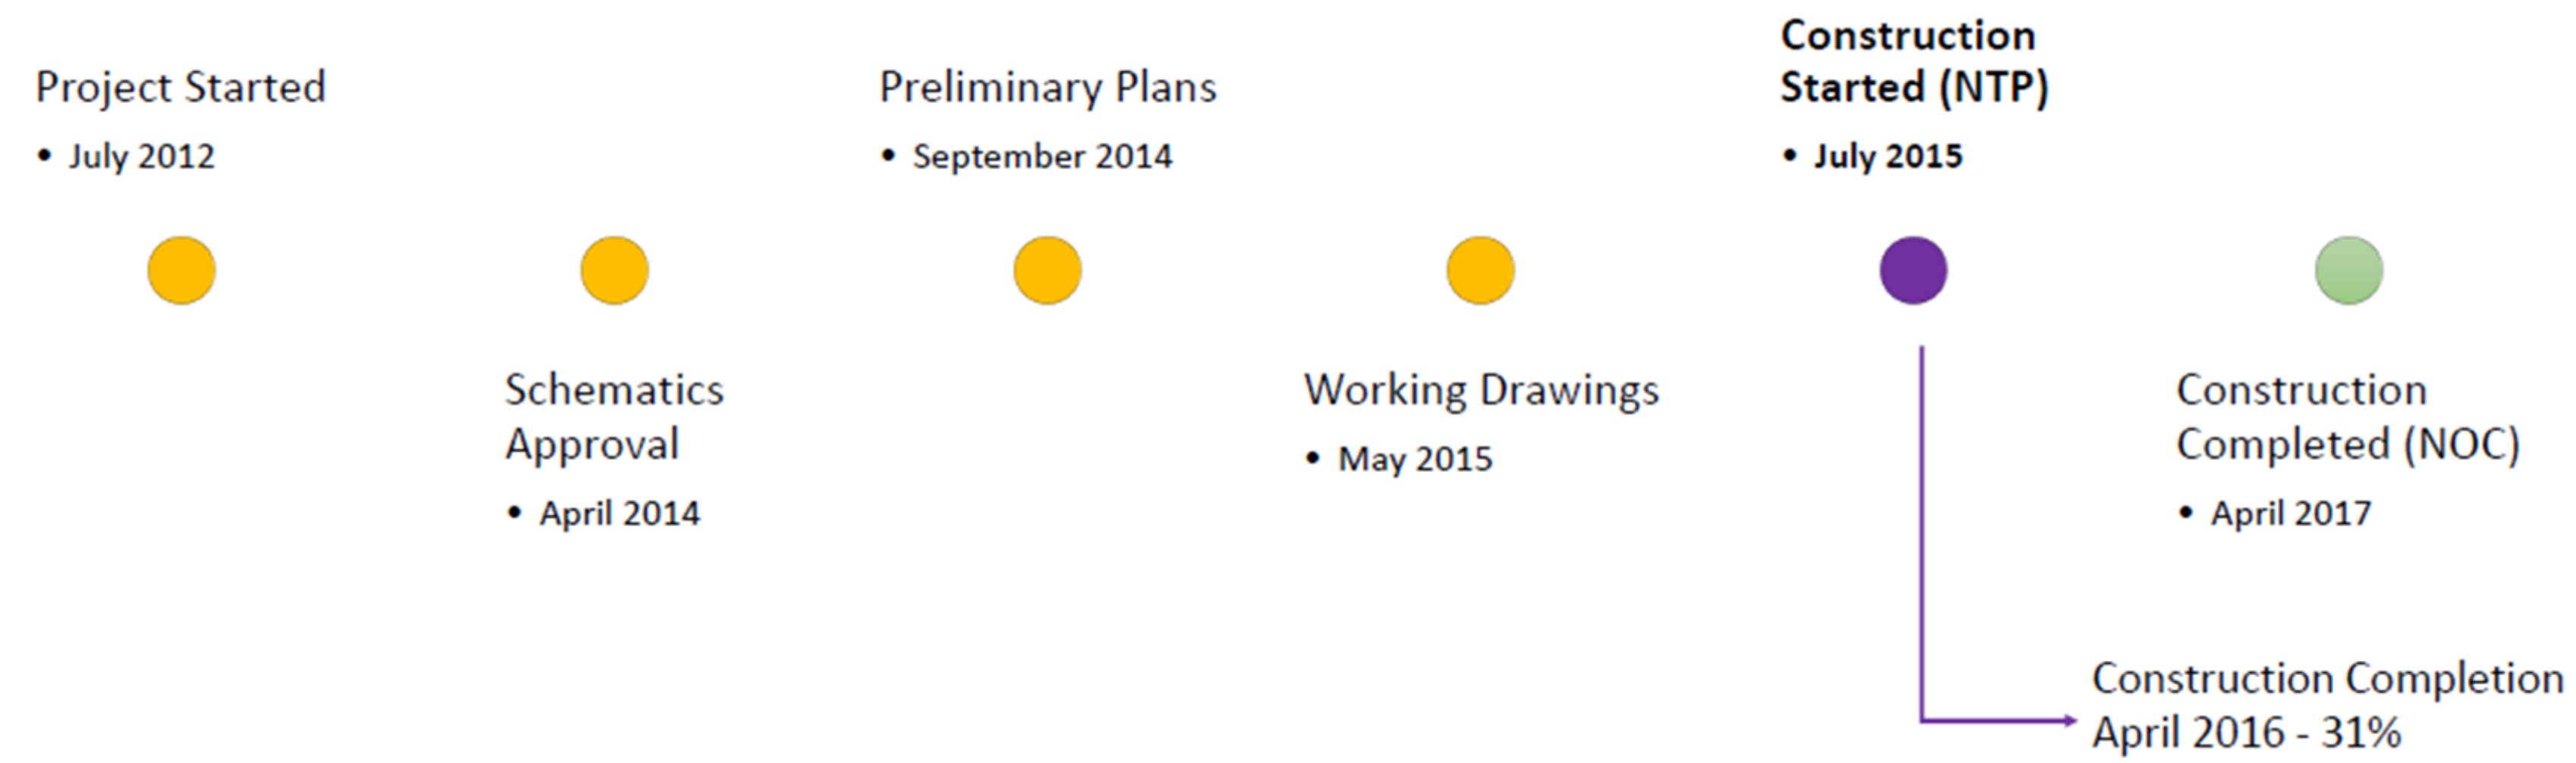 Project Started
• July 2012
Schematics
Approval
• April 2014
Preliminary Plans
• September 2014
Working Drawings
• May 2015
Construction
Started (NTP)
• July 2015
Construction
Completed (NOC)
• April 2017
Construction Completion
April 2016 - 31%